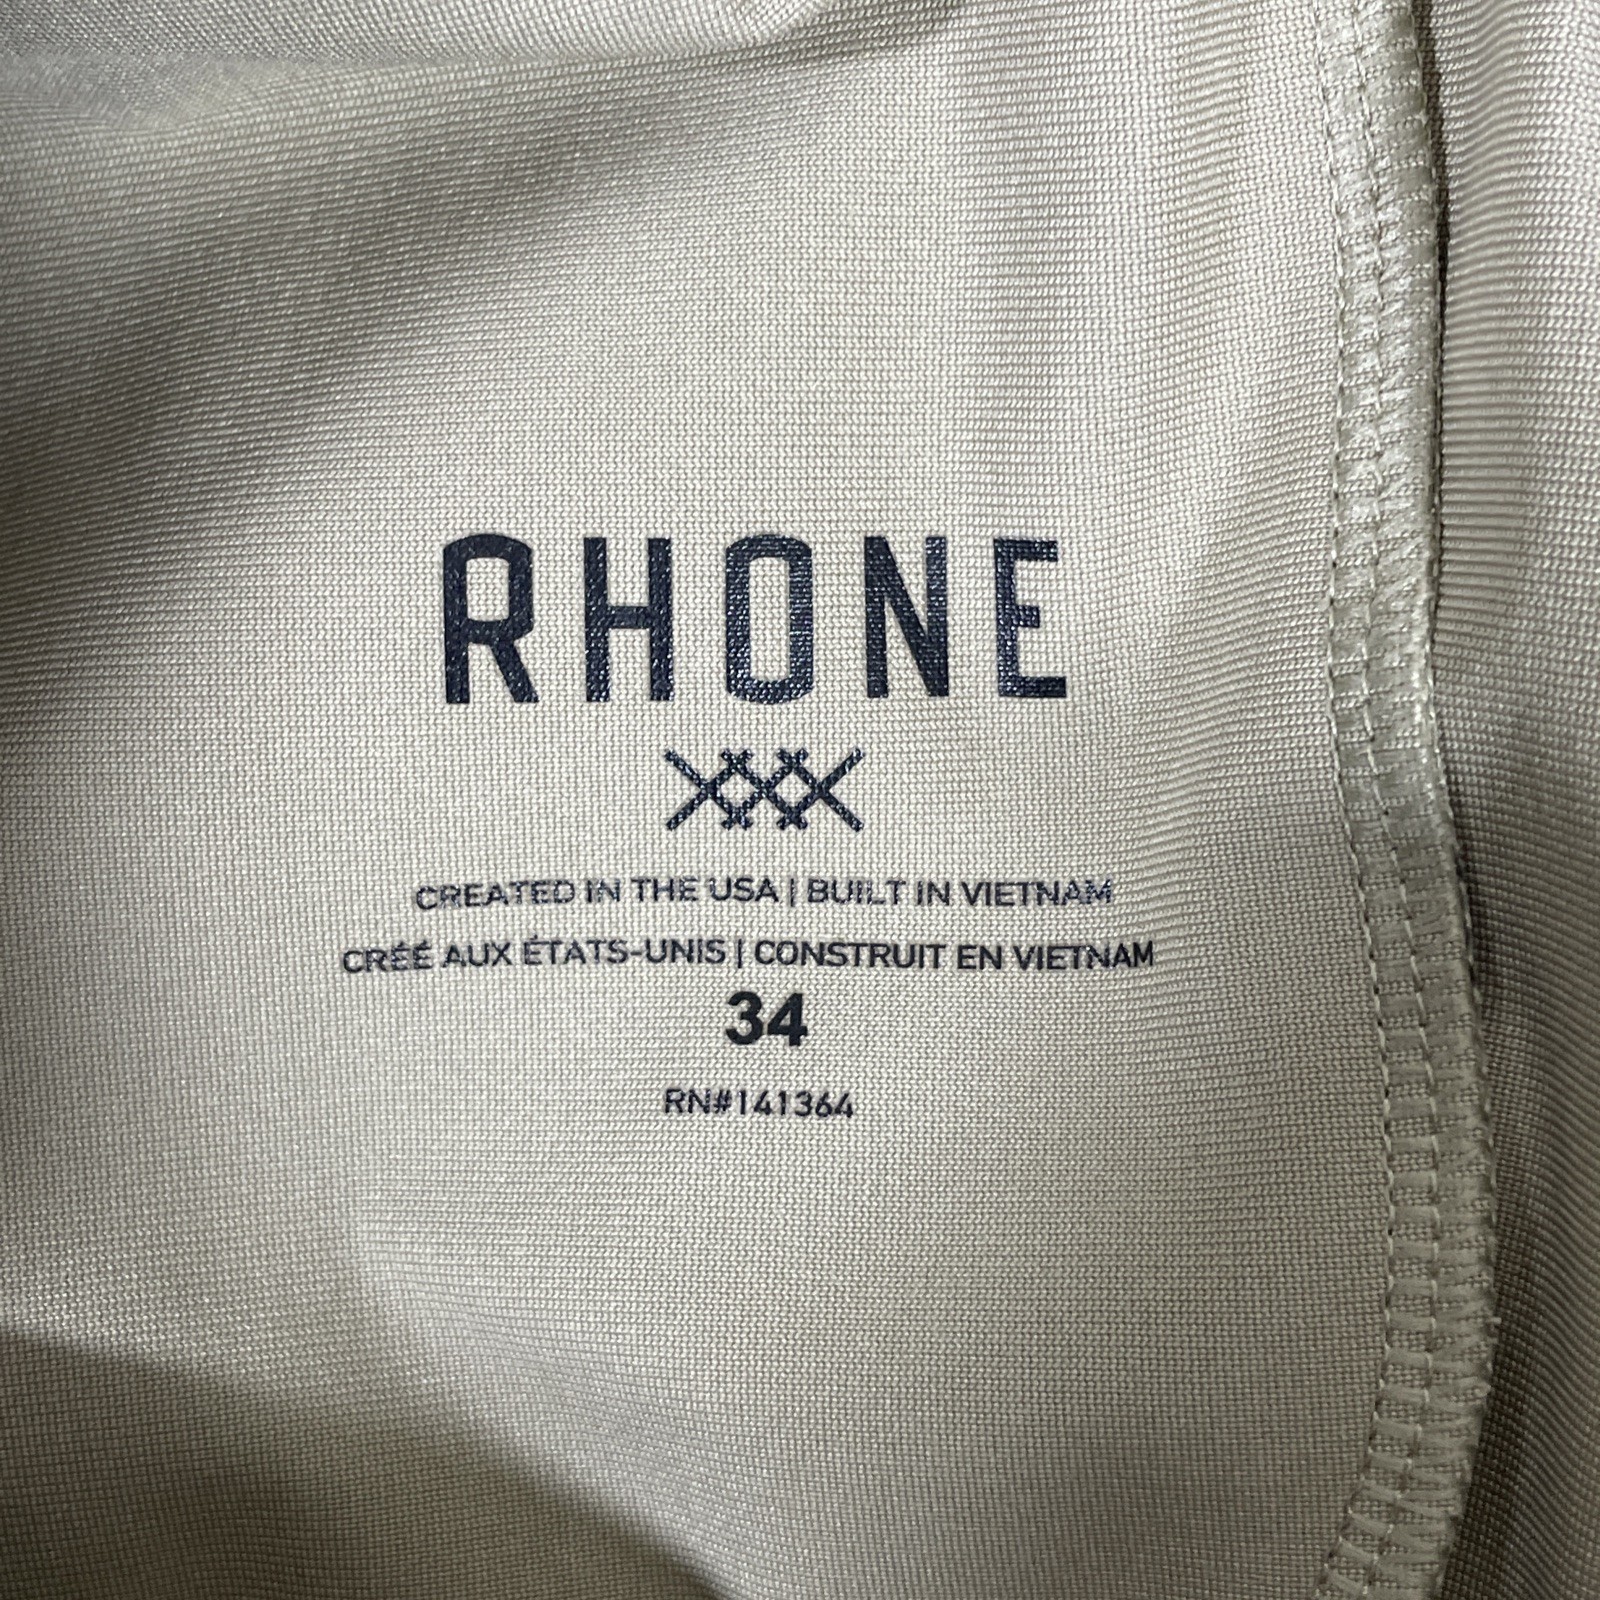 RHONE
CREATED IN THE USA | BUILT IN VIETNAM
CRÉÉ AUX ÉTATS-UNIS | CONSTRUIT EN VIETNAM
34
RN#141364